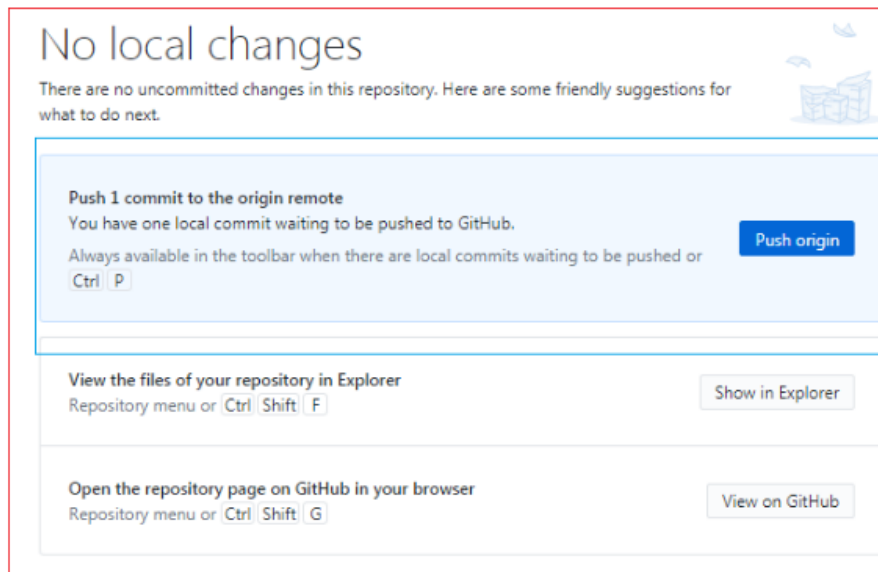 No local changes
There are no uncommitted changes in this repository. Here are some friendly suggestions for
what to do next.
Push 1 commit to the origin remote
You have one local commit waiting to be pushed to GitHub.
Push origin
Always available in the toolbar when there are local commits waiting to be pushed or
Ctrl P
View the files of your repository in Explorer
Repository menu or Ctrl Shift F
Show in Explorer
Open the repository page on GitHub in your browser
Repository menu or Ctrl Shift G
View on GitHub